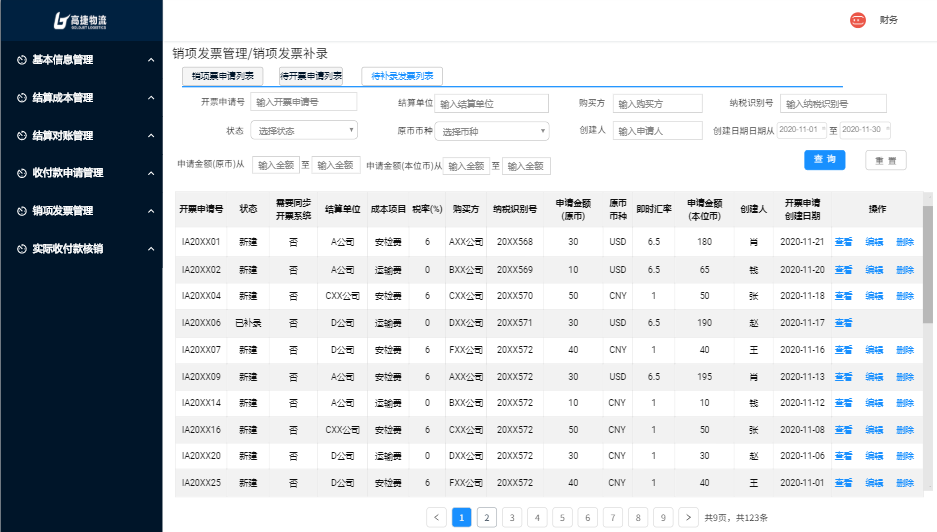 高捷物流
GOLDJET LOGISTICS
财务
基本信息管理
结算成本管理
结算对账管理
收付款申请管理
销项发票管理
实际收付款核销
销项发票管理/销项发票补录
销项票申请列表 待开票申请列表 待补录发票列表
开票申请号 输入开票申请号 结算单位 输入结算单位 购买方 输入购买方 纳税识别号 输入纳税识别号
状态 选择状态 原币币种 选择币种 创建人 输入申请人 创建日期日期从 2020-11-01 至 2020-11-30
申请金额(原币)从 输入金额 至 输入金额 申请金额(本位币)从 输入金额 至 输入金额 查询 重置
开票申请号 状态 需要同步开票系统 结算单位 成本项目 税率(%) 购买方 纳税识别号 申请金额(原币) 原币币种 即时汇率 申请金额(本位币) 创建人 开票申请创建日期 操作
IA20XX01 新建 否 A公司 安检费 6 AXX公司 20XX568 30 USD 6.5 180 肖 2020-11-21 查看 编辑 删除
IA20XX02 新建 否 A公司 运输费 0 BXX公司 20XX569 10 USD 6.5 65 钱 2020-11-20 查看 编辑 删除
IA20XX04 新建 否 CXX公司 安检费 6 CXX公司 20XX570 50 CNY 1 50 张 2020-11-18 查看 编辑 删除
IA20XX06 已补录 否 D公司 运输费 0 DXX公司 20XX571 30 USD 6.5 190 赵 2020-11-17 查看
IA20XX07 新建 否 D公司 安检费 6 FXX公司 20XX572 40 CNY 1 40 王 2020-11-16 查看 编辑 删除
IA20XX09 新建 否 A公司 安检费 6 AXX公司 20XX572 30 USD 6.5 195 肖 2020-11-13 查看 编辑 删除
IA20XX14 新建 否 A公司 运输费 0 BXX公司 20XX572 10 CNY 1 10 钱 2020-11-12 查看 编辑 删除
IA20XX16 新建 否 CXX公司 安检费 6 CXX公司 20XX572 50 CNY 1 50 张 2020-11-08 查看 编辑 删除
IA20XX20 新建 否 D公司 运输费 0 DXX公司 20XX572 30 CNY 1 30 赵 2020-11-06 查看 编辑 删除
IA20XX25 新建 否 D公司 安检费 6 FXX公司 20XX572 40 CNY 1 40 王 2020-11-01 查看 编辑 删除
< 1 2 3 4 5 6 7 8 9 > 共9页，共123条